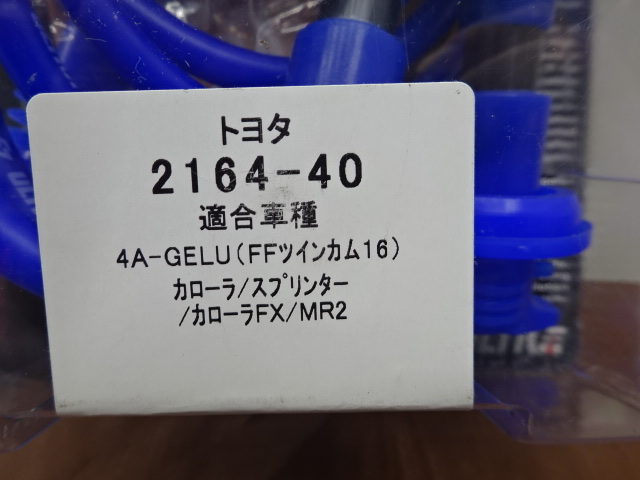 トヨタ
2164-40
適合車種
4A-GELU(FFツインカム16)
カローラ/スプリンター
/カローラFX/MR2